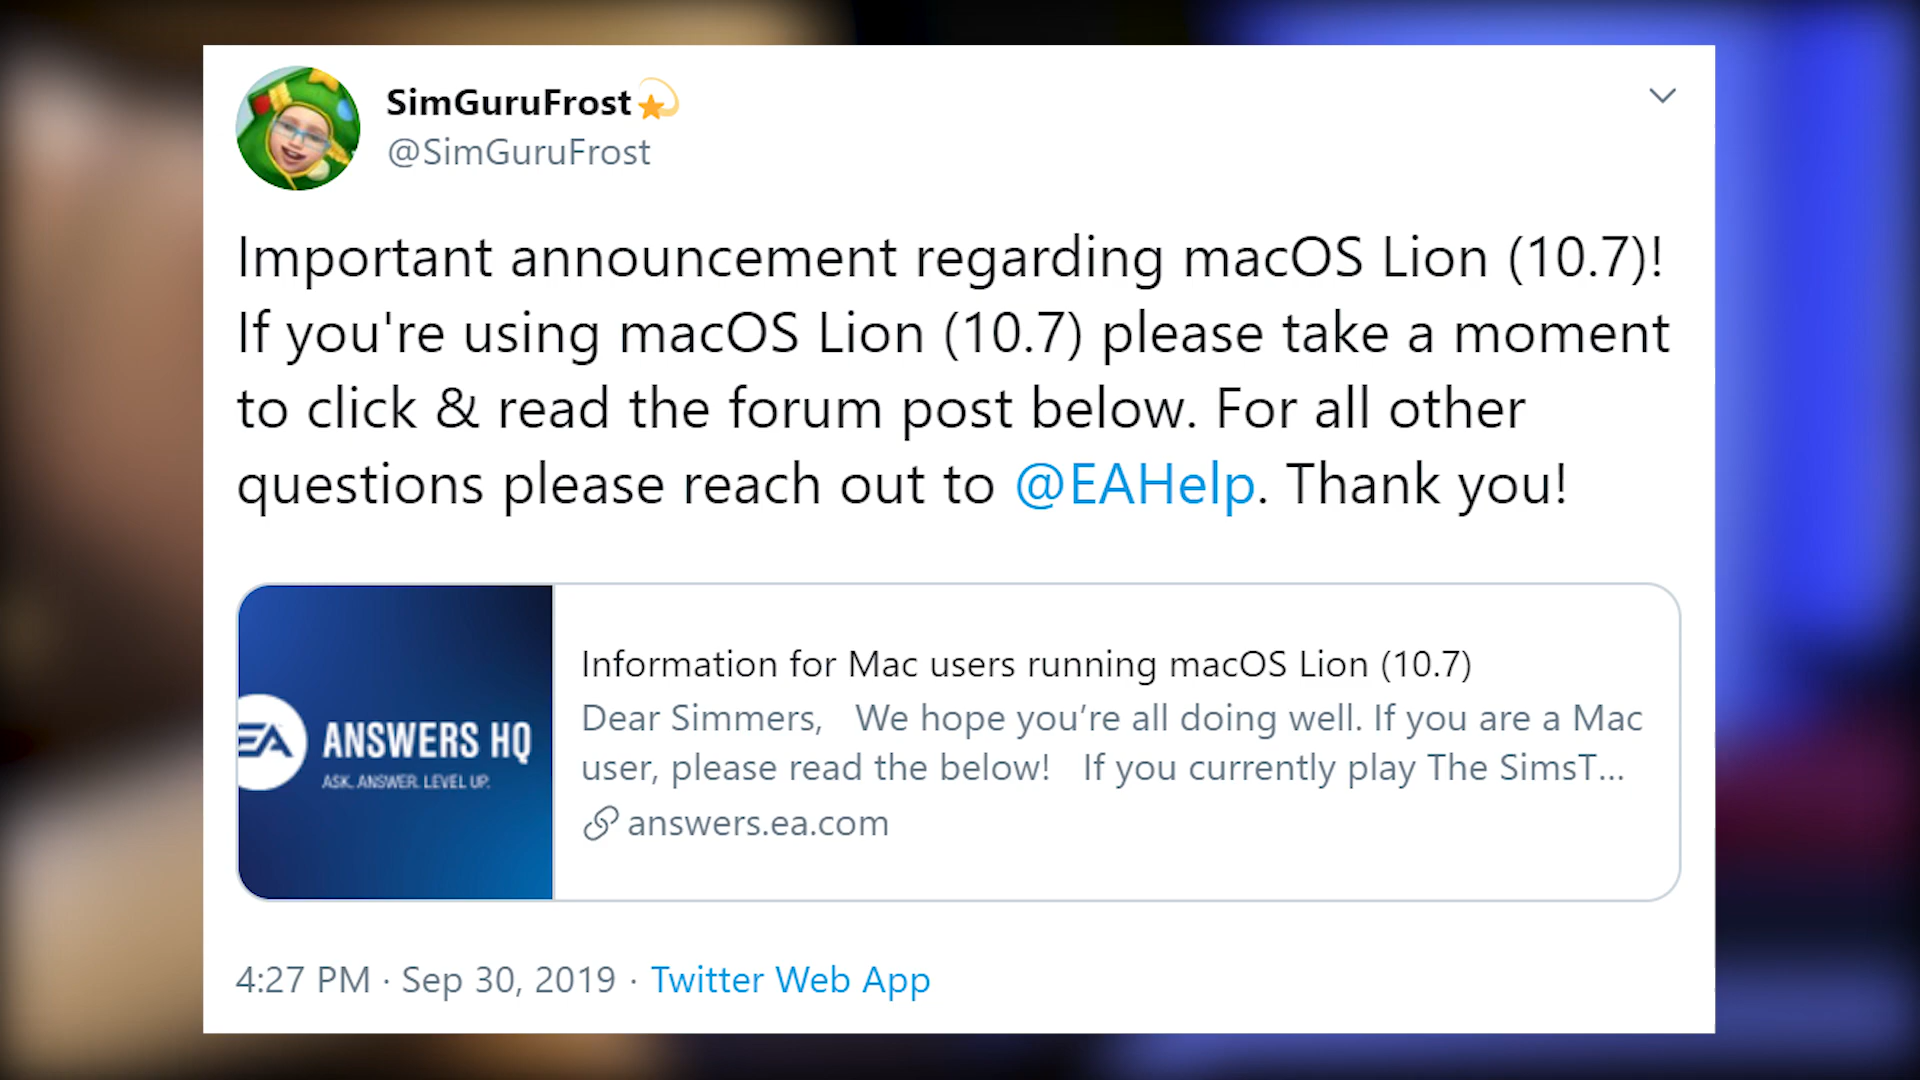 SimGuruFrost💫
@SimGuruFrost
Important announcement regarding macOS Lion (10.7)!
If you're using macOS Lion (10.7) please take a moment
to click & read the forum post below. For all other
questions please reach out to @EAHelp. Thank you!
EA ANSWERS HQ
ASK. ANSWER. LEVEL UP.
Information for Mac users running macOS Lion (10.7)
Dear Simmers,   We hope you’re all doing well. If you are a Mac
user, please read the below!   If you currently play The SimsT...
answers.ea.com
4:27 PM · Sep 30, 2019 · Twitter Web App